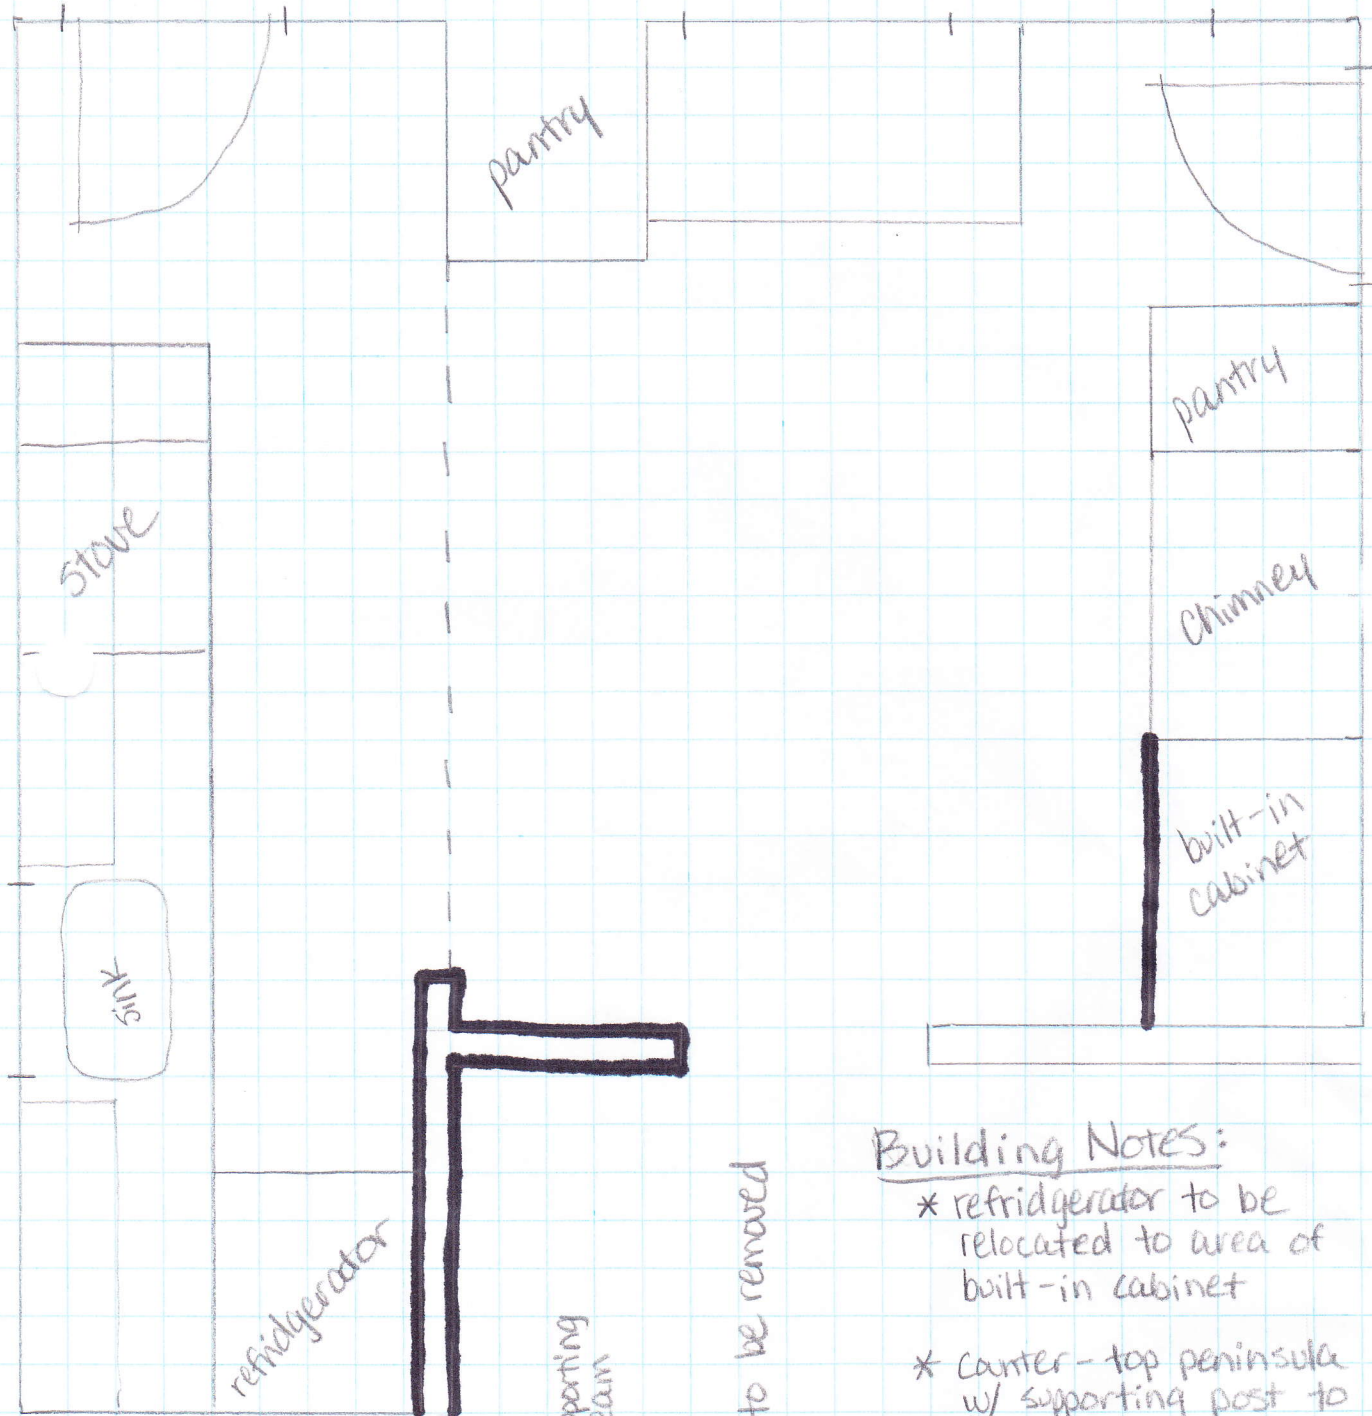 pantry
pantry
stove
chimney
built-in
cabinet
sink
refridgerator
to be removed
Building Notes:
* refridgerator to be
relocated to area of
built-in cabinet
* counter-top peninsula
w/ supporting post to